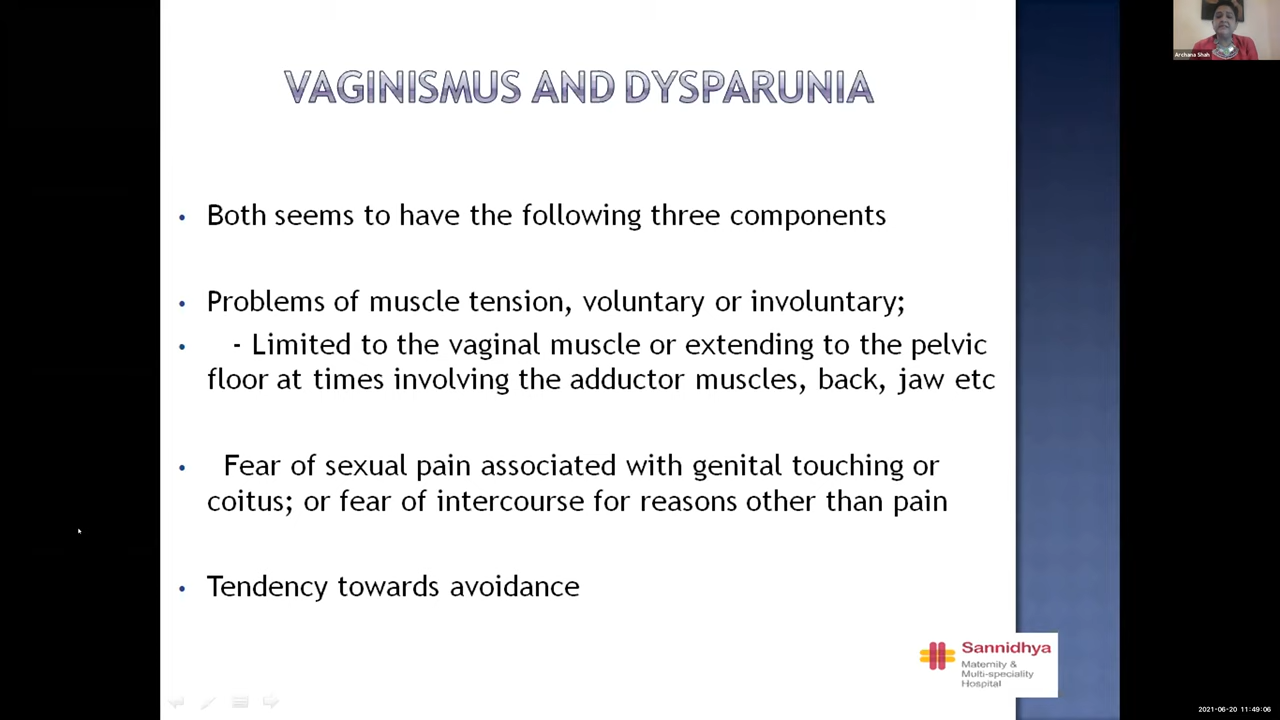 Archana Shah
VAGINISMUS AND DYSPARUNIA
• Both seems to have the following three components
• Problems of muscle tension, voluntary or involuntary;
• - Limited to the vaginal muscle or extending to the pelvic
floor at times involving the adductor muscles, back, jaw etc
• Fear of sexual pain associated with genital touching or
coitus; or fear of intercourse for reasons other than pain
• Tendency towards avoidance
Sannidhya
Maternity &
Multi-speciality
Hospital
2021-06-20 11:49:06